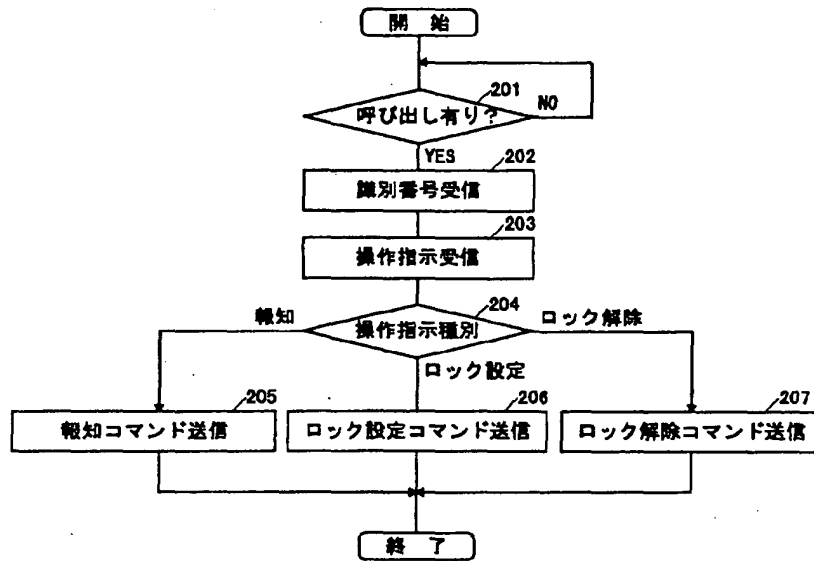 開 始
201
呼び出し有り？
NO
YES
202
識別番号受信
203
操作指示受信
204
報知
操作指示種別
ロック解除
ロック設定
205
206
207
報知コマンド送信
ロック設定コマンド送信
ロック解除コマンド送信
終 了